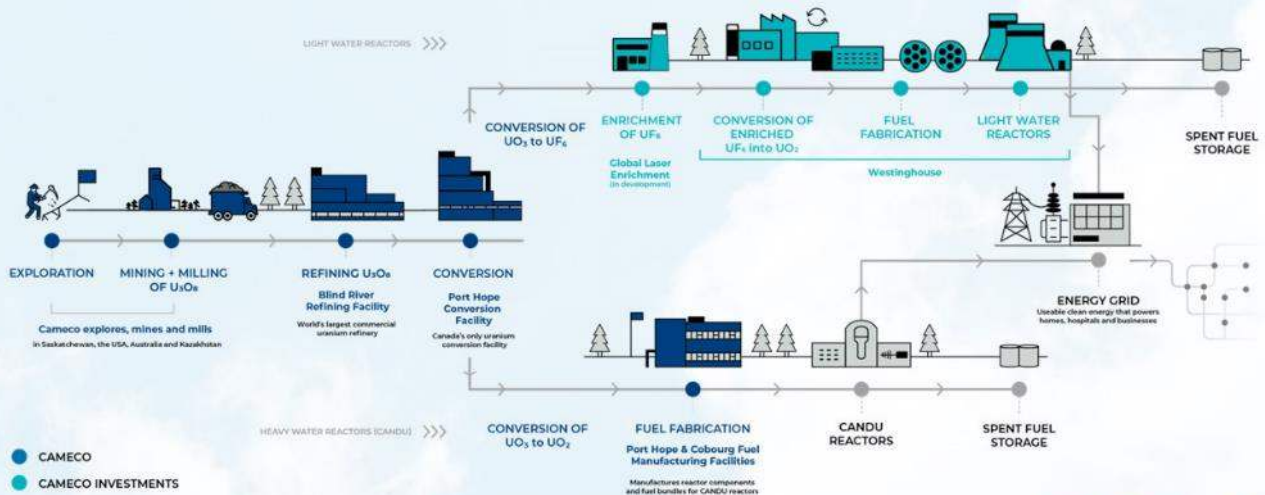 LIGHT WATER REACTORS >>>
CONVERSION OF
UO₃ to UF₆
ENRICHMENT
OF UF₆
Global Laser
Enrichment
(in development)
CONVERSION OF
ENRICHED
UF₆ into UO₂
FUEL
FABRICATION
LIGHT WATER
REACTORS
Westinghouse
SPENT FUEL
STORAGE
EXPLORATION
MINING + MILLING
OF U₃O₈
Cameco explores, mines and mills
in Saskatchewan, the USA, Australia and Kazakhstan
REFINING U₃O₈
Blind River
Refining Facility
World's largest commercial
uranium refinery
CONVERSION
Port Hope
Conversion
Facility
Canada's only uranium
conversion facility
ENERGY GRID
Useable clean energy that powers
homes, hospitals and businesses
HEAVY WATER REACTORS (CANDU) >>>
CONVERSION OF
UO₃ to UO₂
FUEL FABRICATION
Port Hope & Cobourg Fuel
Manufacturing Facilities
Manufactures reactor components
and fuel bundles for CANDU reactors
CANDU
REACTORS
SPENT FUEL
STORAGE
CAMECO
CAMECO INVESTMENTS